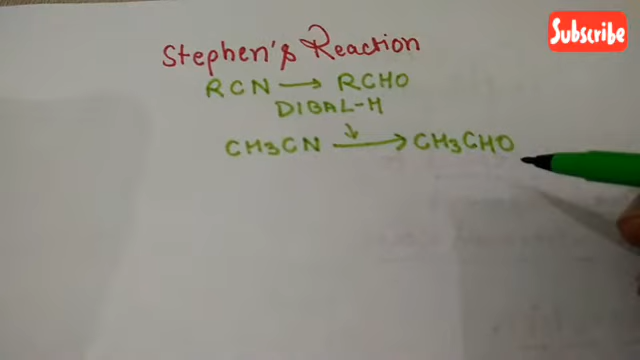 Subscribe
Stephen's Reaction
RCN → RCHO
DIBAL-H
CH3CN → CH3CHO